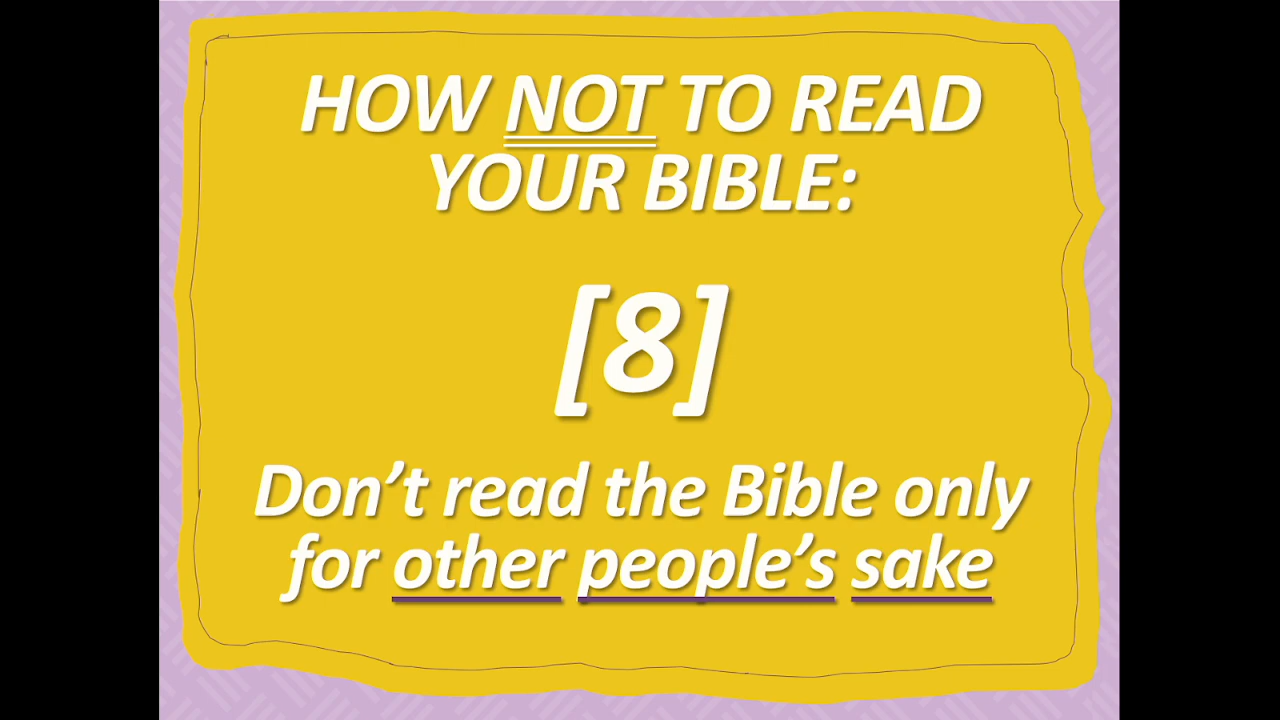 HOW NOT TO READ
YOUR BIBLE:
[8]
Don’t read the Bible only
for other people’s sake